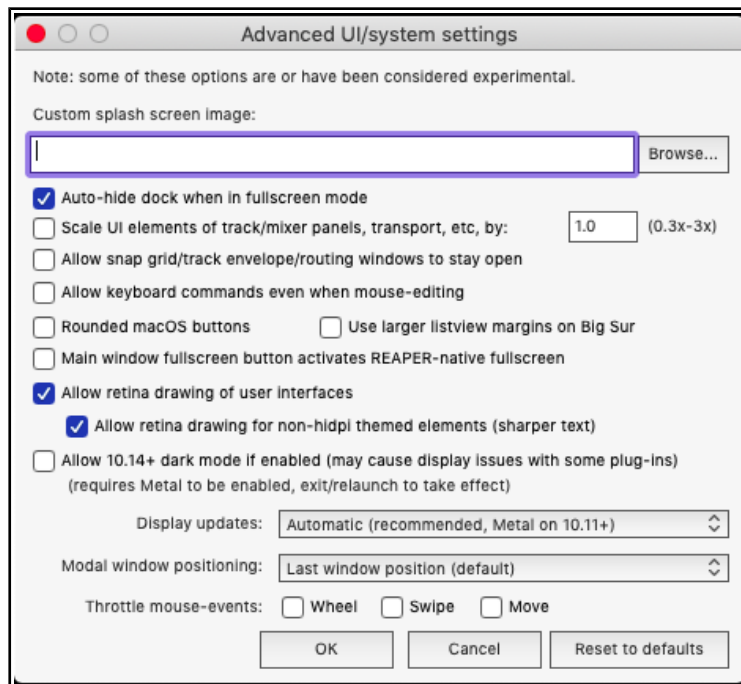 Advanced UI/system settings
Note: some of these options are or have been considered experimental.
Custom splash screen image:
Browse...
Auto-hide dock when in fullscreen mode
Scale UI elements of track/mixer panels, transport, etc, by: 1.0 (0.3x-3x)
Allow snap grid/track envelope/routing windows to stay open
Allow keyboard commands even when mouse-editing
Rounded macOS buttons Use larger listview margins on Big Sur
Main window fullscreen button activates REAPER-native fullscreen
Allow retina drawing of user interfaces
Allow retina drawing for non-hidpi themed elements (sharper text)
Allow 10.14+ dark mode if enabled (may cause display issues with some plug-ins)
(requires Metal to be enabled, exit/relaunch to take effect)
Display updates: Automatic (recommended, Metal on 10.11+)
Modal window positioning: Last window position (default)
Throttle mouse-events: Wheel Swipe Move
OK Cancel Reset to defaults